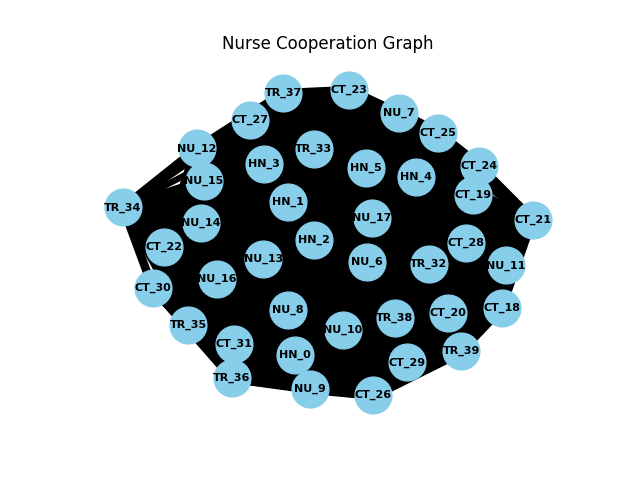 Nurse Cooperation Graph
CT_23
TR_37
NU_7
CT_27
CT_25
NU_12
TR_33
HN_3
CT_24
HN_5
HN_4
NU_15
CT_19
HN_1
TR_34
NU_17
CT_21
NU_14
HN_2
CT_28
CT_22
NU_13
NU_6
TR_32
NU_11
NU_16
CT_30
CT_18
NU_8
CT_20
TR_38
TR_35
NU_10
CT_31
TR_39
HN_0
CT_29
TR_36
NU_9
CT_26